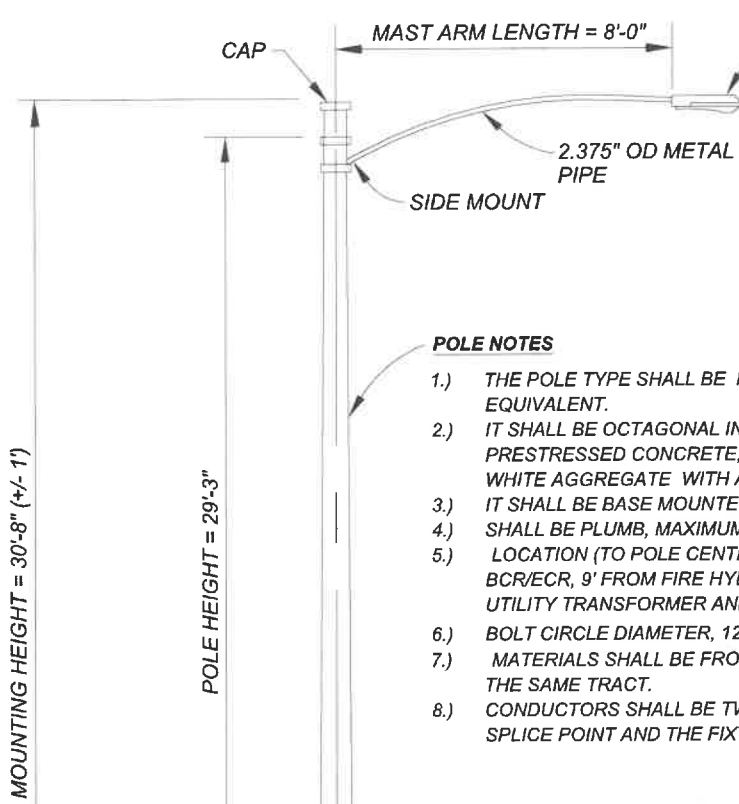 MAST ARM LENGTH = 8'-0"
CAP
2.375" OD METAL
PIPE
SIDE MOUNT
MOUNTING HEIGHT = 30'-8" (+/- 1')
POLE HEIGHT = 29'-3"
POLE NOTES
1.) THE POLE TYPE SHALL BE
EQUIVALENT.
2.) IT SHALL BE OCTAGONAL IN
PRESTRESSED CONCRETE,
WHITE AGGREGATE WITH A
3.) IT SHALL BE BASE MOUNTE
4.) SHALL BE PLUMB, MAXIMUM
5.) LOCATION (TO POLE CENT
BCR/ECR, 9' FROM FIRE HY
UTILITY TRANSFORMER AN
6.) BOLT CIRCLE DIAMETER, 12
7.) MATERIALS SHALL BE FRO
THE SAME TRACT.
8.) CONDUCTORS SHALL BE TW
SPLICE POINT AND THE FIX